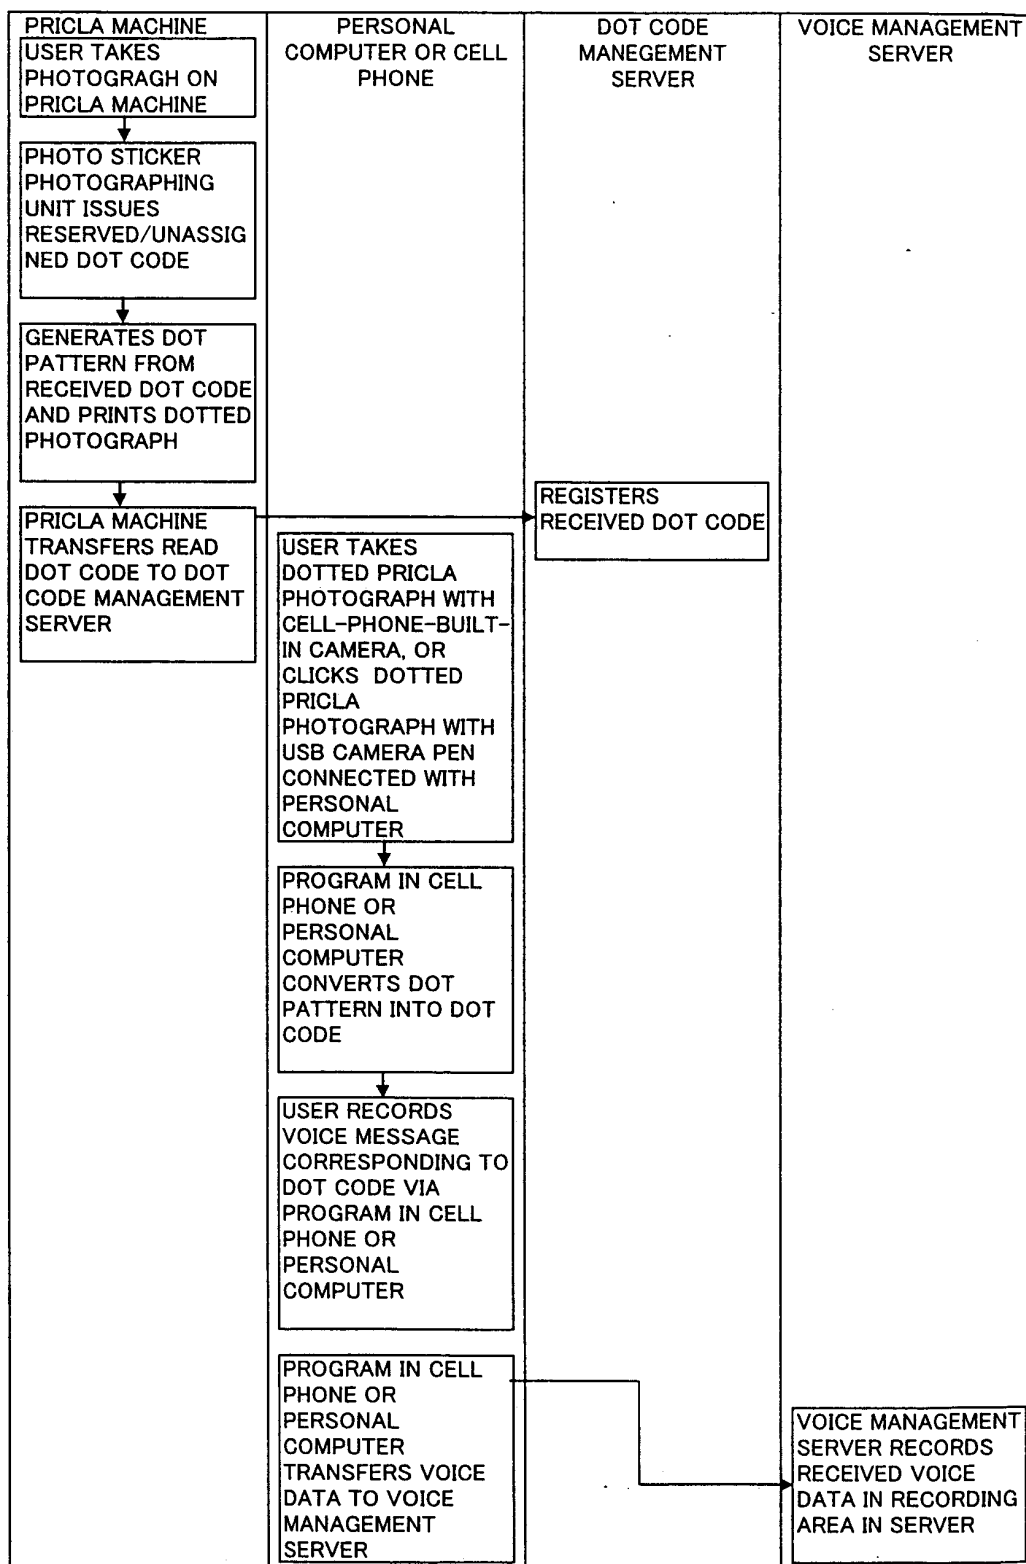 PRICLA MACHINE
USER TAKES
PHOTOGRAGH ON
PRICLA MACHINE
PHOTO STICKER
PHOTOGRAPHING
UNIT ISSUES
RESERVED/UNASSIG
NED DOT CODE
GENERATES DOT
PATTERN FROM
RECEIVED DOT CODE
AND PRINTS DOTTED
PHOTOGRAPH
PRICLA MACHINE
TRANSFERS READ
DOT CODE TO DOT
CODE MANAGEMENT
SERVER
PERSONAL
COMPUTER OR CELL
PHONE
USER TAKES
DOTTED PRICLA
PHOTOGRAPH WITH
CELL-PHONE-BUILT-
IN CAMERA, OR
CLICKS DOTTED
PRICLA
PHOTOGRAPH WITH
USB CAMERA PEN
CONNECTED WITH
PERSONAL
COMPUTER
PROGRAM IN CELL
PHONE OR
PERSONAL
COMPUTER
CONVERTS DOT
PATTERN INTO DOT
CODE
USER RECORDS
VOICE MESSAGE
CORRESPONDING TO
DOT CODE VIA
PROGRAM IN CELL
PHONE OR
PERSONAL
COMPUTER
PROGRAM IN CELL
PHONE OR
PERSONAL
COMPUTER
TRANSFERS VOICE
DATA TO VOICE
MANAGEMENT
SERVER
DOT CODE
MANEGEMENT
SERVER
REGISTERS
RECEIVED DOT CODE
VOICE MANAGEMENT
SERVER
VOICE MANAGEMENT
SERVER RECORDS
RECEIVED VOICE
DATA IN RECORDING
AREA IN SERVER